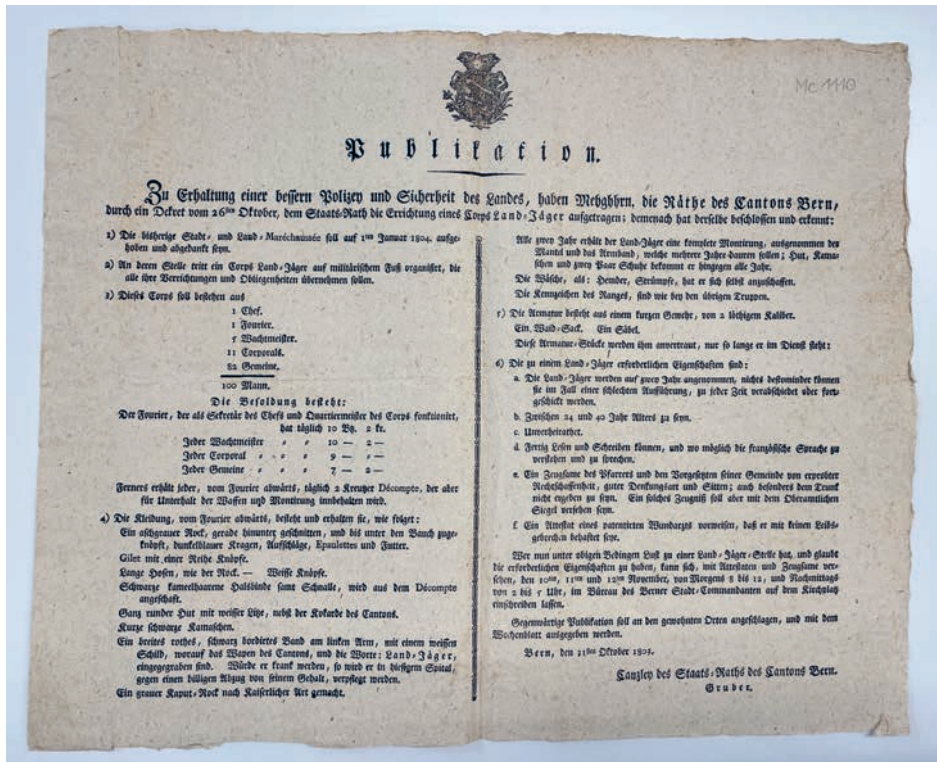 Mc 1110
Publikation.
Zu Erhaltung einer bessern Polizey und Sicherheit des Landes, haben Mehghhrn. die Räthe des Cantons Bern,
durch ein Dekret vom 26sten Oktober, dem Staats-Rath die Errichtung eines Corps Land-Jäger aufgetragen; demenach hat derselbe beschlossen und erkennt:
1) Die bisherige Stadt- und Land-Maréchaussée soll auf 1sten Januar 1804. aufge-
hoben und abgedankt seyn.
2) An deren Stelle tritt ein Corps Land-Jäger auf militärischem Fuß organisirt, die
alle ihre Verrichtungen und Obliegenheiten übernehmen sollen.
3) Dieses Corps soll bestehen aus
1 Chef.
1 Fourier.
5 Wachtmeister.
11 Corporals.
82 Gemeine.
100 Mann.
Die Besoldung besteht:
Der Fourier, der als Sekretär des Chefs und Quartiermeister des Corps fonktionirt,
hat täglich 10 Btz. 2 kr.
Jeder Wachtmeister = = 10 — 2 —
Jeder Corporal = = 9 — = —
Jeder Gemeine = = 7 — 2 —
Ferners erhält jeder, vom Fourier abwärts, täglich 2 Kreutzer Décompte, der aber
für Unterhalt der Waffen und Montirung innbehalten wird.
4) Die Kleidung, vom Fourier abwärts, besteht und erhalten sie, wie folget:
Ein aschgrauer Rock, gerade hinunter geschnitten, und bis unter den Bauch zuge-
knöpft, dunkelblauer Kragen, Aufschläge, Epaulettes und Futter.
Gilet mit einer Reihe Knöpfe.
Lange Hosen, wie der Rock. — Weisse Knöpfe.
Schwarze kameelhaarene Halsbinde samt Schnalle, wird aus dem Décompte
angeschaft.
Ganz runder Hut mit weisser Litze, nebst der Kokarde des Cantons.
Kurze schwarze Kamaschen.
Ein breites rothes, schwarz bordiertes Band am linken Arm, mit einem weissen
Schild, worauf das Wapen des Cantons, und die Worte: Land-Jäger,
eingegraben sind. Würde er krank werden, so wird er in hiesigem Spital,
gegen einen billigen Abzug von seinem Gehalt, verpflegt werden.
Ein grauer Kaput-Rock nach Kaiserlicher Art gemacht.
Alle zwey Jahr erhält der Land-Jäger eine komplete Montirung, ausgenommen des
Mantel und das Armband, welche mehrere Jahre dauren sollen; Hut, Kama-
schen und zwey Paar Schuhe bekommt er hingegen alle Jahr.
Die Wäsche, als: Hemder, Strümpfe, hat er sich selbst anzuschaffen.
Die Kennzeichen des Ranges, sind wie bey den übrigen Truppen.
5) Die Armatur besteht aus einem kurzen Gewehr, von 2 löthigem Kaliber.
Ein Waid-Sack. Ein Säbel.
Diese Armatur-Stücke werden ihm anvertraut, nur so lange er im Dienst steht:
6) Die zu einem Land-Jäger erforderlichen Eigenschaften sind:
a. Die Land-Jäger werden auf zwey Jahr angenommen, nichts destominder können
sie im Fall einer schlechten Aufführung, zu jeder Zeit verabschiedet oder fort-
geschickt werden.
b. Zwischen 24 und 40 Jahr Alters zu seyn.
c. Unverheirathet.
d. Fertig Lesen und Schreiben können, und wo möglich die französische Sprache zu
verstehen und zu sprechen.
e. Ein Zeugsame des Pfarrers und den Vorgesetzten seiner Gemeinde von erprobter
Rechtschaffenheit, guter Denkungsart und Sitten; auch besonders dem Trunk
nicht ergeben zu seyn. Ein solches Zeugniß soll aber mit dem Oberamtlichen
Siegel versehen seyn.
f. Ein Attestat eines patentirten Wundarzts vorweisen, daß er mit keinen Leibs-
gebrechen behaftet seye.
Wer nun unter obigen Bedingen Lust zu einer Land-Jäger-Stelle hat, und glaubt
die erforderlichen Eigenschaften zu haben, kann sich, mit Attestaten und Zeugsame ver-
sehen, den 10ten, 11ten und 12ten November, von Morgens 8 bis 12, und Nachmittags
von 2 bis 5 Uhr, im Büreau des Berner Stadt-Commandanten auf dem Kirchplatz
einschreiben lassen.
Gegenwärtige Publikation soll an den gewohnten Orten angeschlagen, und mit dem
Wochenblatt ausgegeben werden.
Bern, den 31sten Oktober 1803.
Canzley des Staats-Raths des Cantons Bern.
Gruber.